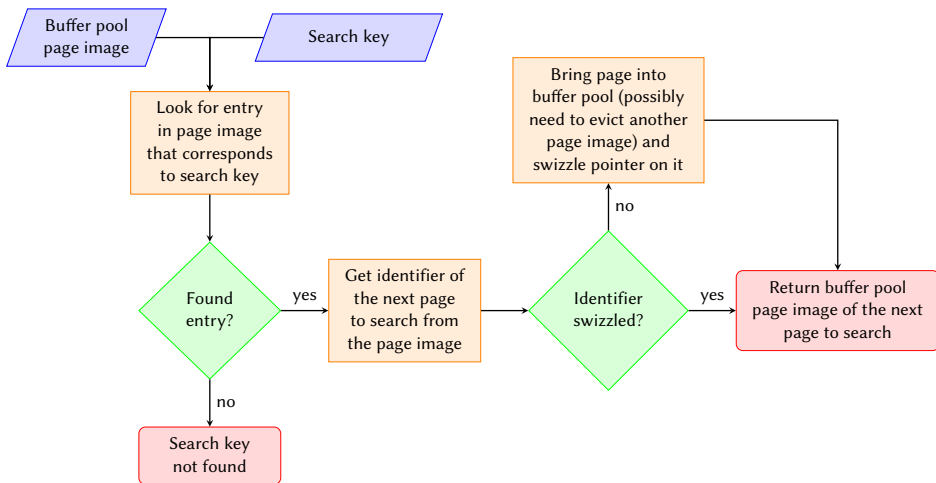 Buffer pool
page image
Search key
Look for entry
in page image
that corresponds
to search key
Bring page into
buffer pool (possibly
need to evict another
page image) and
swizzle pointer on it
no
Found
entry?
yes
Get identifier of
the next page
to search from
the page image
Identifier
swizzled?
yes
Return buffer pool
page image of the next
page to search
no
Search key
not found